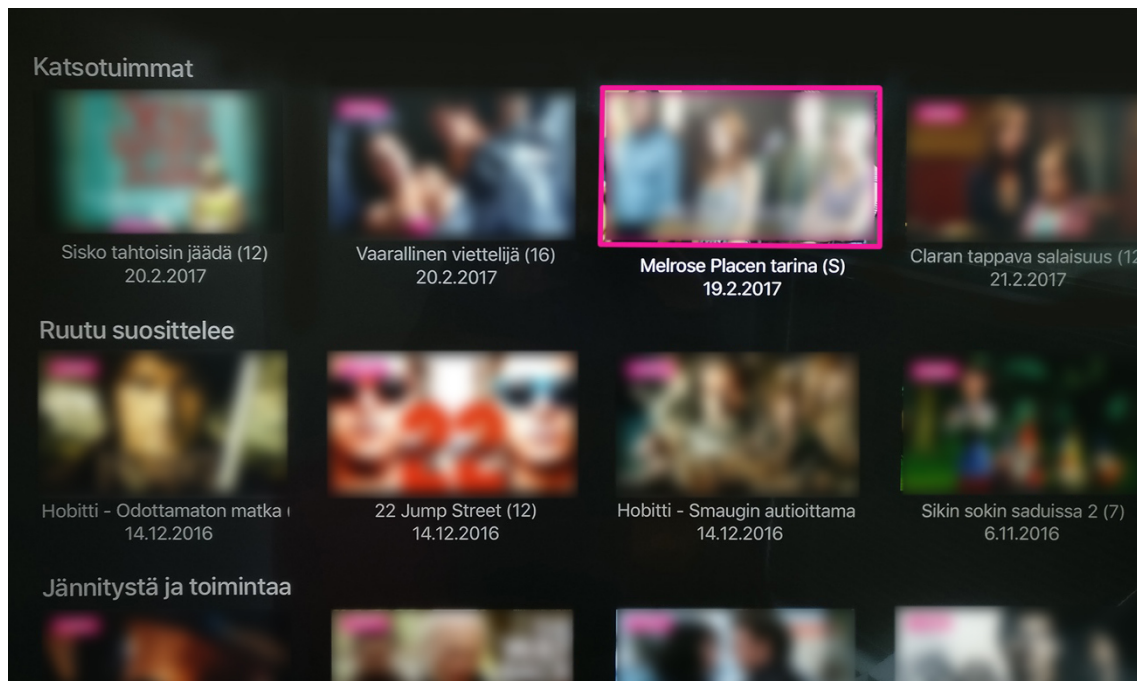 Katsotuimmat
Sisko tahtoisin jäädä (12)
20.2.2017
Vaarallinen viettelijä (16)
20.2.2017
Melrose Placen tarina (S)
19.2.2017
Claran tappava salaisuus (12
21.2.2017
Ruutu suosittelee
Hobitti - Odottamaton matka (
14.12.2016
22 Jump Street (12)
14.12.2016
Hobitti - Smaugin autioittama
14.12.2016
Sikin sokin saduissa 2 (7)
6.11.2016
Jännitystä ja toimintaa